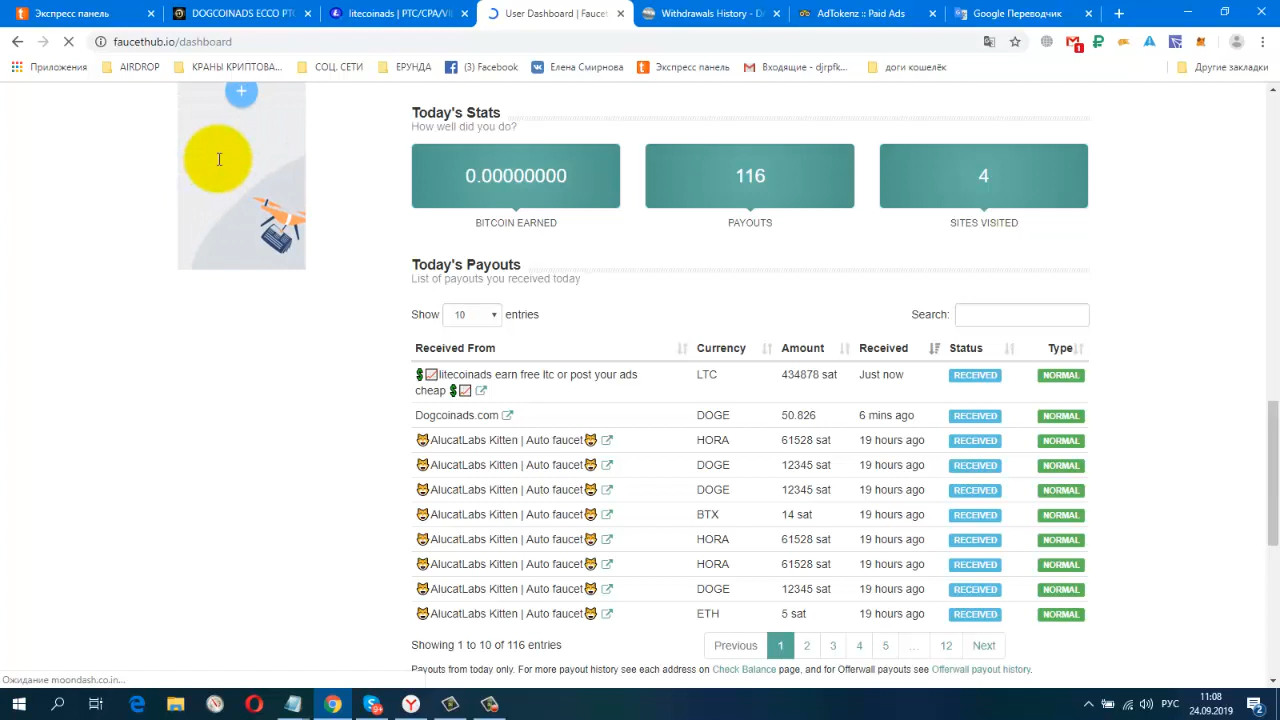 Экспресс панель
DOGCOINADS ECCO PTC
litecoinads | PTC/CPA/VI
User Dashboard | Faucet
Withdrawals History - D
AdTokenz :: Paid Ads
Google Переводчик
faucethub.io/dashboard
1
Приложения
AIRDROP
КРАНЫ КРИПТОВА...
СОЦ. СЕТИ
ЕРУНДА
(3) Facebook
Елена Смирнова
Экспресс панель
Входящие - djrpfk...
доги кошелёк
Другие закладки
Today's Stats
How well did you do?
0.00000000
116
4
BITCOIN EARNED
PAYOUTS
SITES VISITED
Today's Payouts
List of payouts you received today
Show 10 entries
Search:
Received From Currency Amount Received Status Type
litecoinads earn free ltc or post your ads cheap LTC 434878 sat Just now RECEIVED NORMAL
Dogcoinads.com DOGE 50.826 6 mins ago RECEIVED NORMAL
AlucatLabs Kitten | Auto faucet HORA 61528 sat 19 hours ago RECEIVED NORMAL
AlucatLabs Kitten | Auto faucet DOGE 12345 sat 19 hours ago RECEIVED NORMAL
AlucatLabs Kitten | Auto faucet DOGE 12345 sat 19 hours ago RECEIVED NORMAL
AlucatLabs Kitten | Auto faucet BTX 14 sat 19 hours ago RECEIVED NORMAL
AlucatLabs Kitten | Auto faucet HORA 61528 sat 19 hours ago RECEIVED NORMAL
AlucatLabs Kitten | Auto faucet HORA 61528 sat 19 hours ago RECEIVED NORMAL
AlucatLabs Kitten | Auto faucet DOGE 12345 sat 19 hours ago RECEIVED NORMAL
AlucatLabs Kitten | Auto faucet ETH 5 sat 19 hours ago RECEIVED NORMAL
Showing 1 to 10 of 116 entries
Previous 1 2 3 4 5 ... 12 Next
Payouts from today only. For more payout history see each address on Check Balance page, and for Offerwall payouts see Offerwall payout history.
Ожидание moondash.co.in...
РУС
11:08
24.09.2019
2